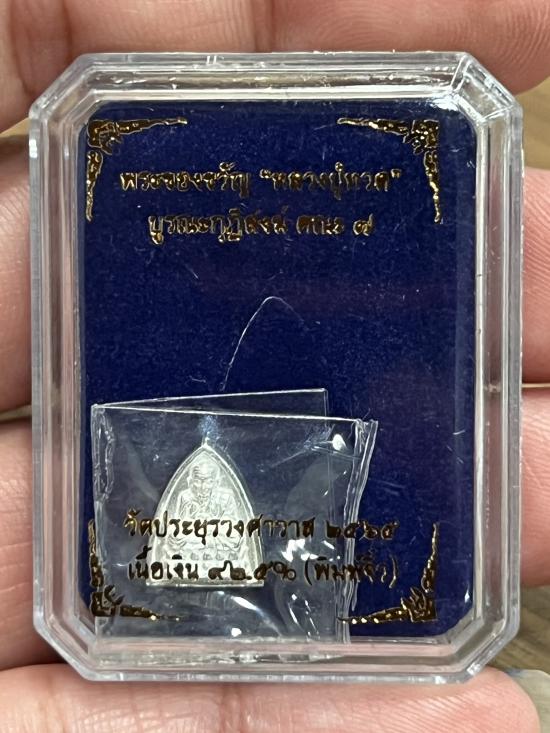 พระของขวัญ "หลวงปู่ทวด"
บูรณะกุฏิสงฆ์ คณะ ๗
วัดประยุรวงศาวาส ๒๕๖๕
เนื้อเงิน ๙๒.๕% (พิมพ์จิ๋ว)